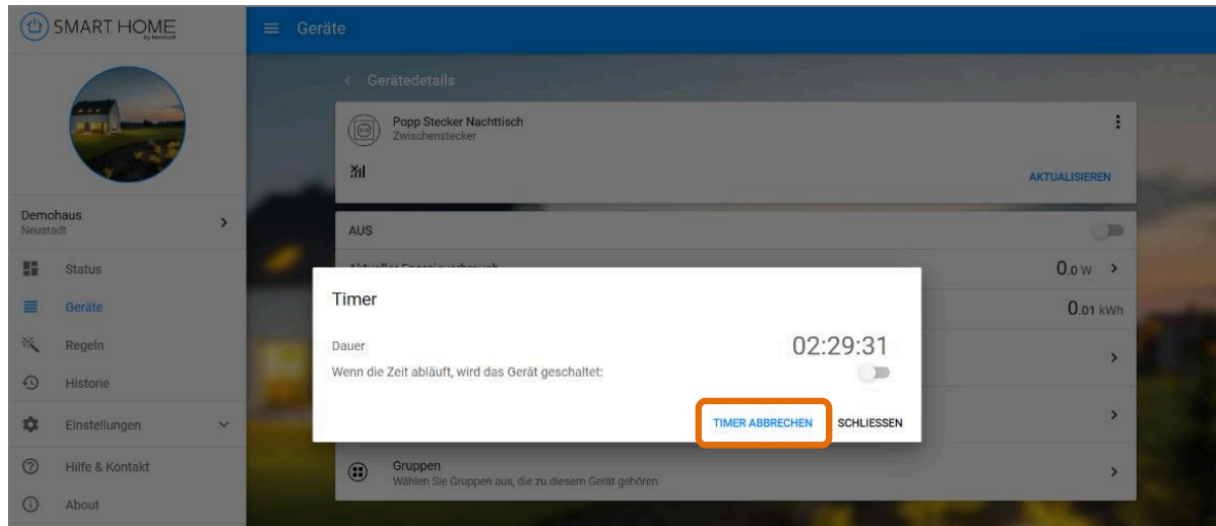 SMART HOME
Geräte
Gerätedetails
Popp Stecker Nachttisch
Zwischenstecker
AKTUALISIEREN
Demohaus
Neustadt
AUS
Status
Aktueller Energieverbrauch
0.0 W
Timer
Geräte
0.01 kWh
Dauer
02:29:31
Regeln
Wenn die Zeit abläuft, wird das Gerät geschaltet:
Historie
Einstellungen
TIMER ABBRECHEN
SCHLIESSEN
Hilfe & Kontakt
Gruppen
Wählen Sie Gruppen aus, die zu diesem Gerät gehören
About